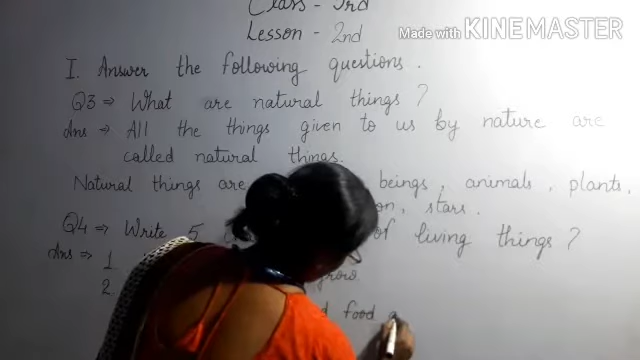 Class - 3rd
Lesson - 2nd
Made with KINEMASTER
I. Answer the following questions.
Q3 ⇒ What are natural things?
Ans ⇒ All the things given to us by nature are
called natural things.
Natural things are beings, animals, plants,
stars.
Q4 ⇒ Write 5 of living things?
Ans ⇒ 1.
2. grow.
food